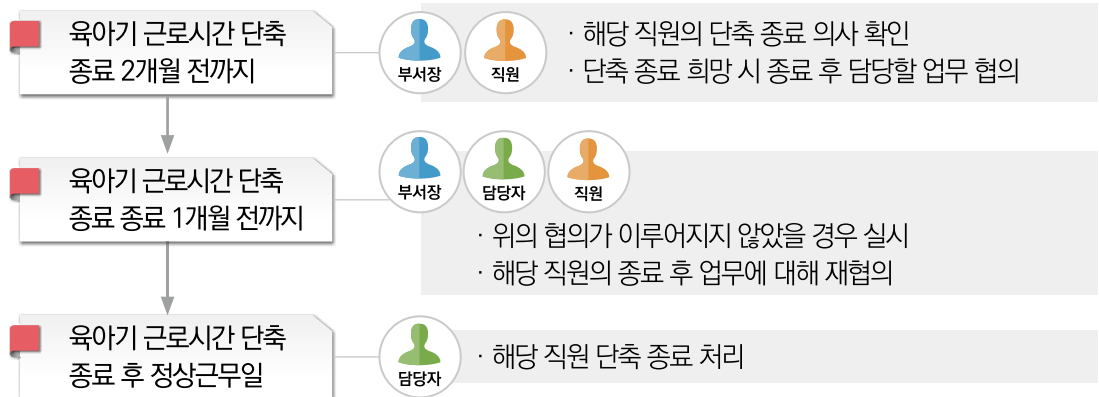 육아기 근로시간 단축
종료 2개월 전까지
부서장
직원
· 해당 직원의 단축 종료 의사 확인
· 단축 종료 희망 시 종료 후 담당할 업무 협의
육아기 근로시간 단축
종료 종료 1개월 전까지
부서장
담당자
직원
· 위의 협의가 이루어지지 않았을 경우 실시
· 해당 직원의 종료 후 업무에 대해 재협의
육아기 근로시간 단축
종료 후 정상근무일
담당자
· 해당 직원 단축 종료 처리